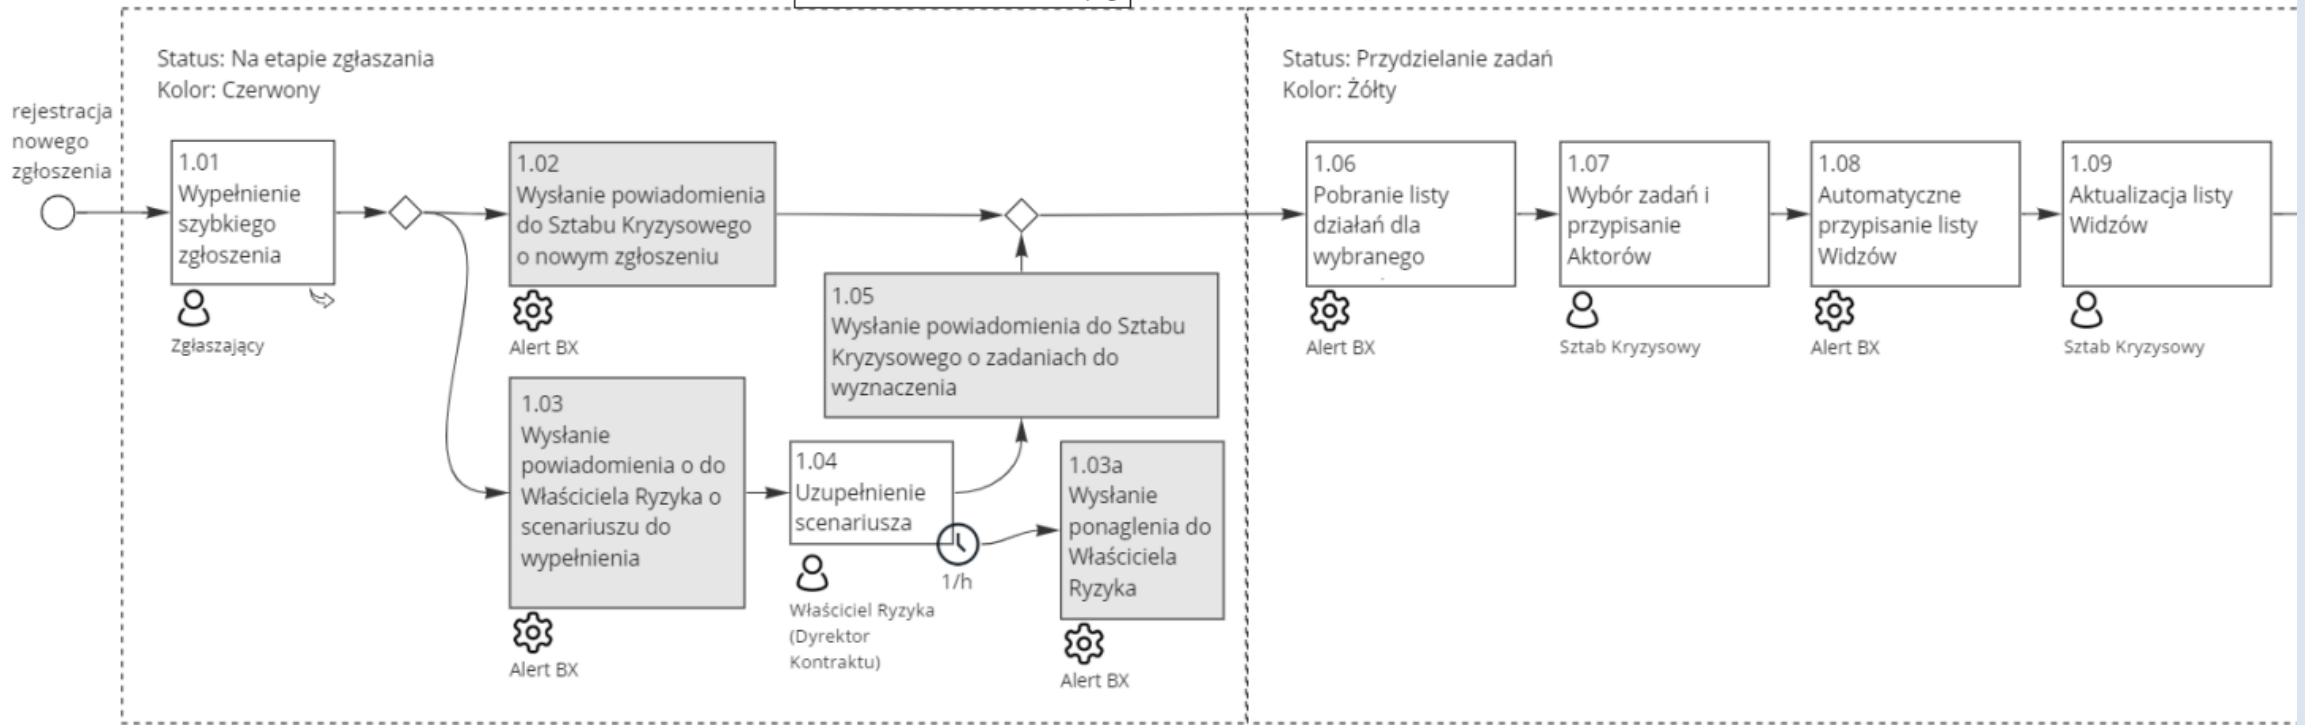 Status: Na etapie zgłaszania
Kolor: Czerwony
Status: Przydzielanie zadań
Kolor: Żółty
rejestracja
nowego
zgłoszenia
1.01
Wypełnienie
szybkiego
zgłoszenia
Zgłaszający
1.02
Wysłanie powiadomienia
do Sztabu Kryzysowego
o nowym zgłoszeniu
Alert BX
1.03
Wysłanie
powiadomienia o do
Właściciela Ryzyka o
scenariuszu do
wypełnienia
Alert BX
1.04
Uzupełnienie
scenariusza
1/h
Właściciel Ryzyka
(Dyrektor
Kontraktu)
1.05
Wysłanie powiadomienia do Sztabu
Kryzysowego o zadaniach do
wyznaczenia
1.03a
Wysłanie
ponaglenia do
Właściciela
Ryzyka
Alert BX
1.06
Pobranie listy
działań dla
wybranego
Alert BX
1.07
Wybór zadań i
przypisanie
Aktorów
Sztab Kryzysowy
1.08
Automatyczne
przypisanie listy
Widzów
Alert BX
1.09
Aktualizacja listy
Widzów
Sztab Kryzysowy